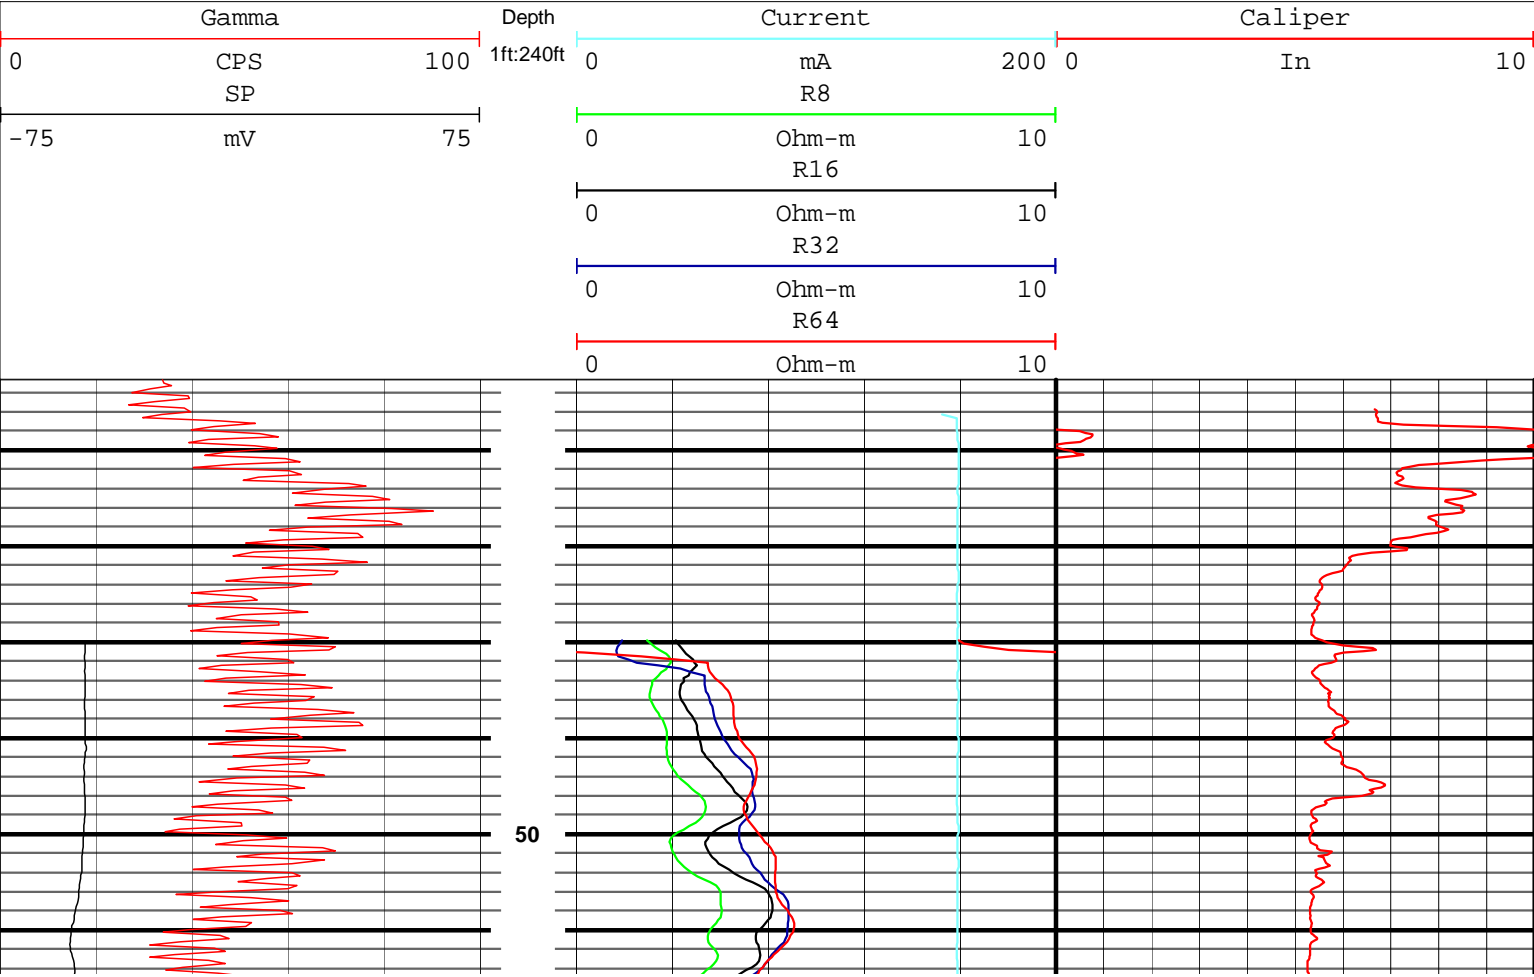 Gamma Depth Current Caliper
0 CPS 100 1ft:240ft 0 mA 200 0 In 10
SP R8
-75 mV 75 0 Ohm-m 10
R16
0 Ohm-m 10
R32
0 Ohm-m 10
R64
0 Ohm-m 10
50